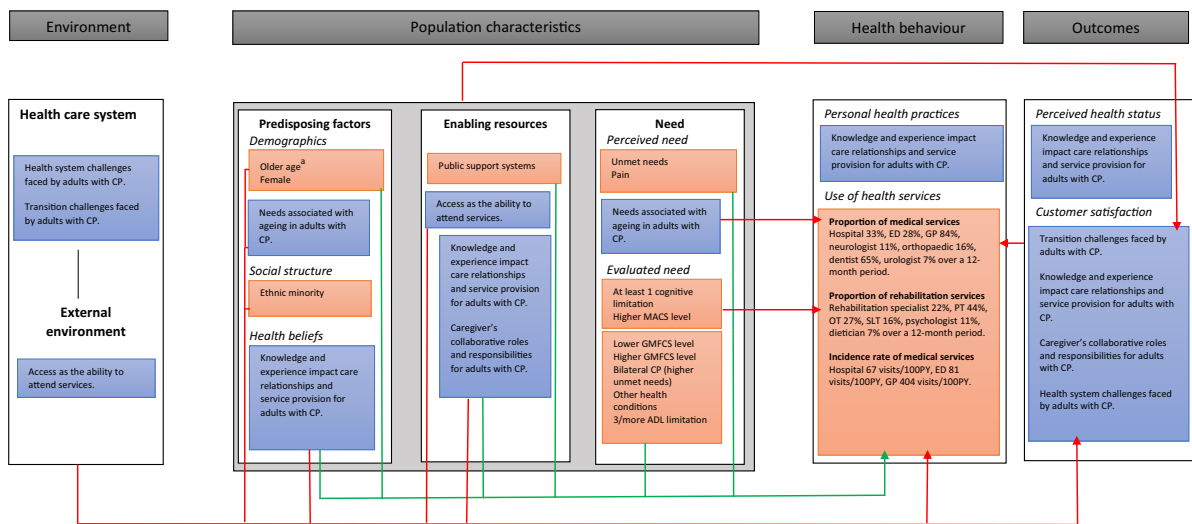 Environment
Population characteristics
Health behaviour
Outcomes
Health care system
Health system challenges
faced by adults with CP.
Transition challenges faced
by adults with CP.
External
environment
Access as the ability to
attend services.
Predisposing factors
Demographics
Older ageᵃ
Female
Needs associated with
ageing in adults with
CP.
Social structure
Ethnic minority
Health beliefs
Knowledge and
experience impact care
relationships and
service provision for
adults with CP.
Enabling resources
Public support systems
Access as the ability to
attend services.
Knowledge and
experience impact
care relationships
and service provision
for adults with CP.
Caregiver's
collaborative roles
and responsibilities
for adults with CP.
Need
Perceived need
Unmet needs
Pain
Needs associated with
ageing in adults with
CP.
Evaluated need
At least 1 cognitive
limitation
Higher MACS level
Lower GMFCS level
Higher GMFCS level
Bilateral CP (higher
unmet needs)
Other health
conditions
3/more ADL limitation
Personal health practices
Knowledge and experience impact
care relationships and service
provision for adults with CP.
Use of health services
Proportion of medical services
Hospital 33%, ED 28%, GP 84%,
neurologist 11%, orthopaedic 16%,
dentist 65%, urologist 7% over a 12-
month period.
Proportion of rehabilitation services
Rehabilitation specialist 22%, PT 44%,
OT 27%, SLT 16%, psychologist 11%,
dietician 7% over a 12-month period.
Incidence rate of medical services
Hospital 67 visits/100PY, ED 81
visits/100PY, GP 404 visits/100PY.
Perceived health status
Knowledge and experience
impact care relationships
and service provision for
adults with CP.
Customer satisfaction
Transition challenges faced by
adults with CP.
Knowledge and experience
impact care relationships and
service provision for adults with
CP.
Caregiver's collaborative roles
and responsibilities for adults
with CP.
Health system challenges faced
by adults with CP.